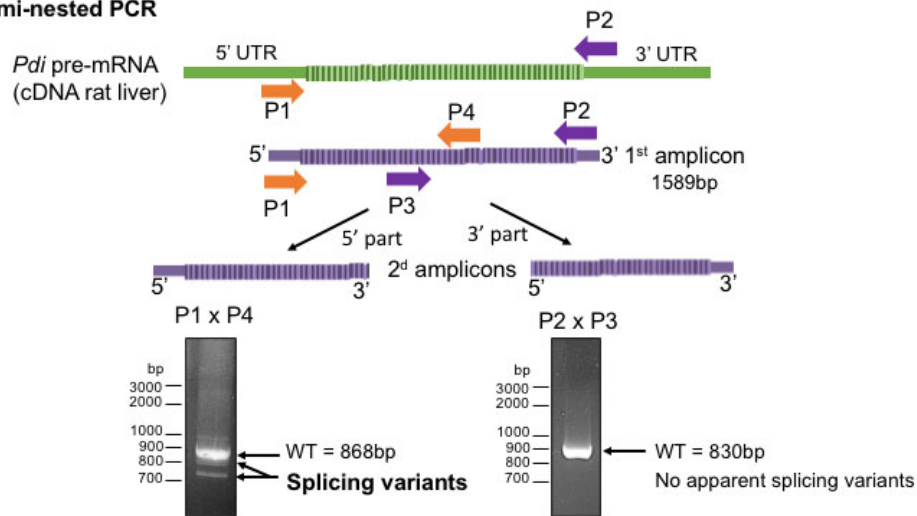 mi-nested PCR
P2
5’ UTR
3’ UTR
Pdi pre-mRNA
(cDNA rat liver)
P1
P4
P2
5’
3’ 1st amplicon
1589bp
P1
P3
5’ part
3’ part
2d amplicons
5’
3’
5’
3’
P1 x P4
P2 x P3
bp
3000
2000
1000
900
800
700
WT = 868bp
Splicing variants
bp
3000
2000
1000
900
800
700
WT = 830bp
No apparent splicing variants